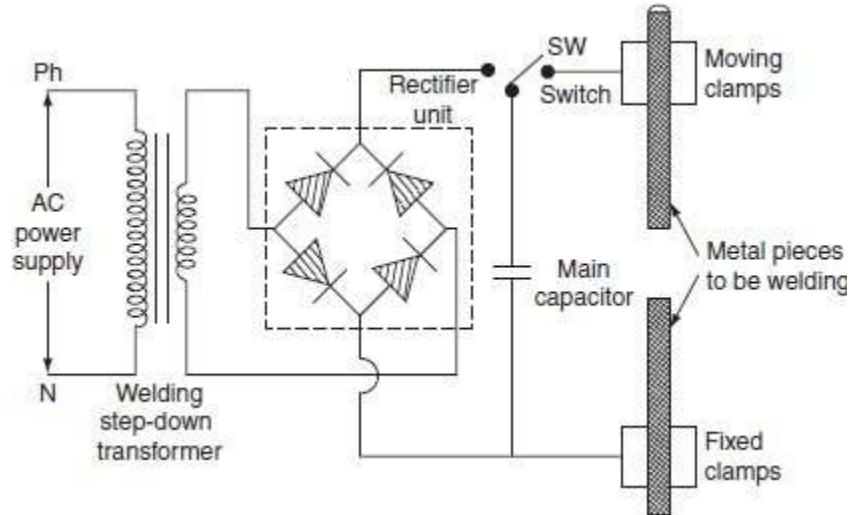 Ph
AC
power
supply
N
Welding
step-down
transformer
Rectifier
unit
SW
Switch
Main
capacitor
Moving
clamps
Metal pieces
to be welding
Fixed
clamps